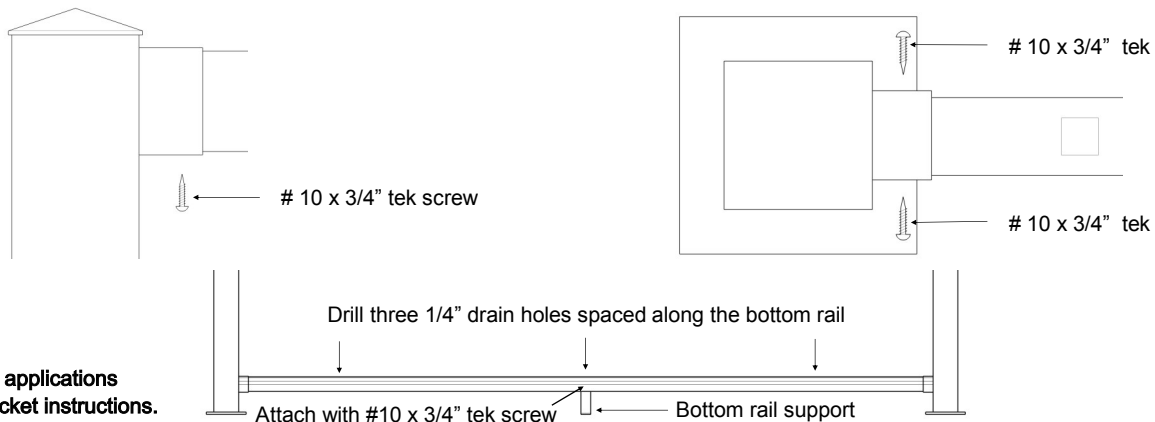 # 10 x 3/4” tek
# 10 x 3/4” tek screw
# 10 x 3/4” tek
Drill three 1/4” drain holes spaced along the bottom rail
applications
instructions.
Attach with #10 x 3/4” tek screw
Bottom rail support